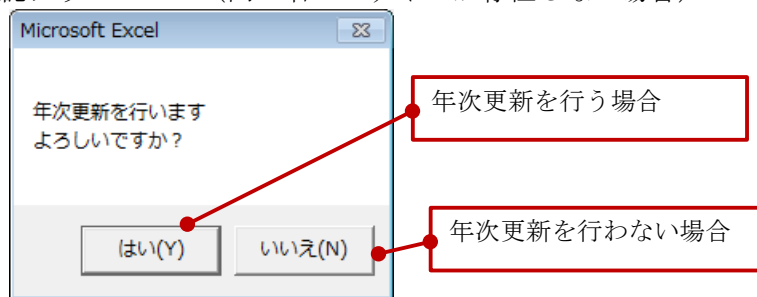 Microsoft Excel
年次更新を行います
よろしいですか？
年次更新を行う場合
はい(Y)
いいえ(N)
年次更新を行わない場合